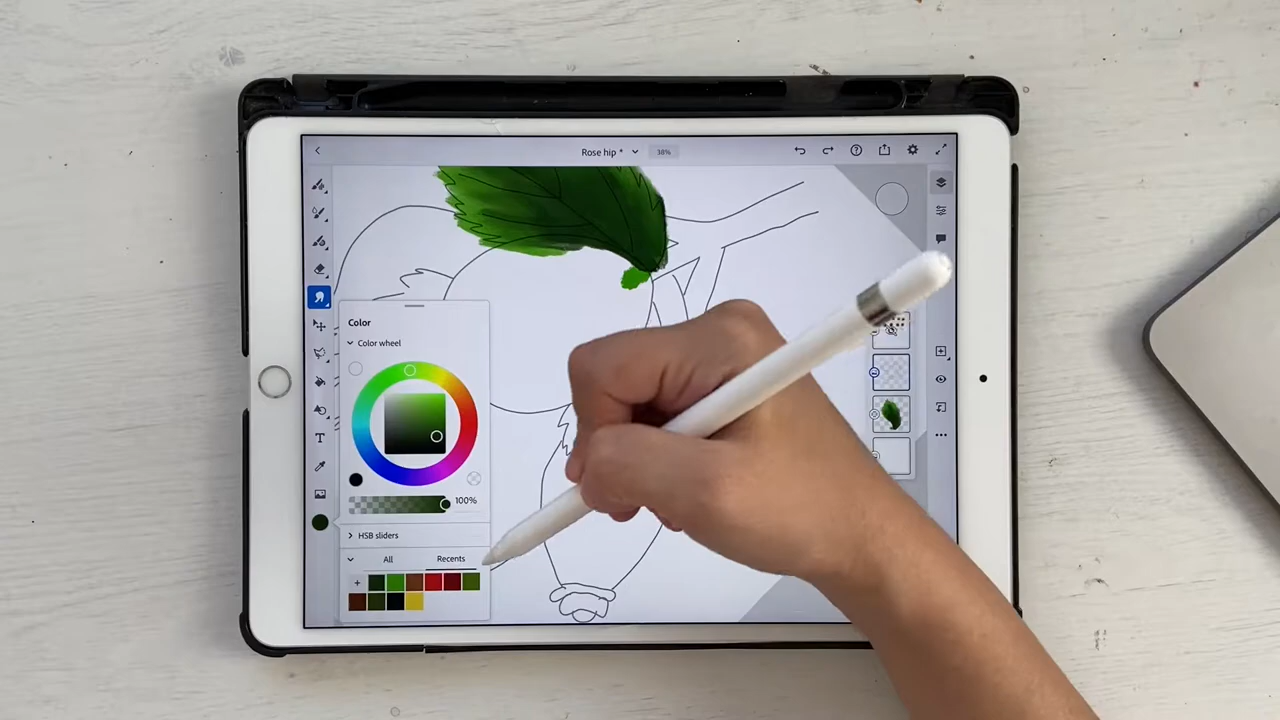 Rose hip *
38%
Color
Color wheel
100%
HSB sliders
All Recents
T